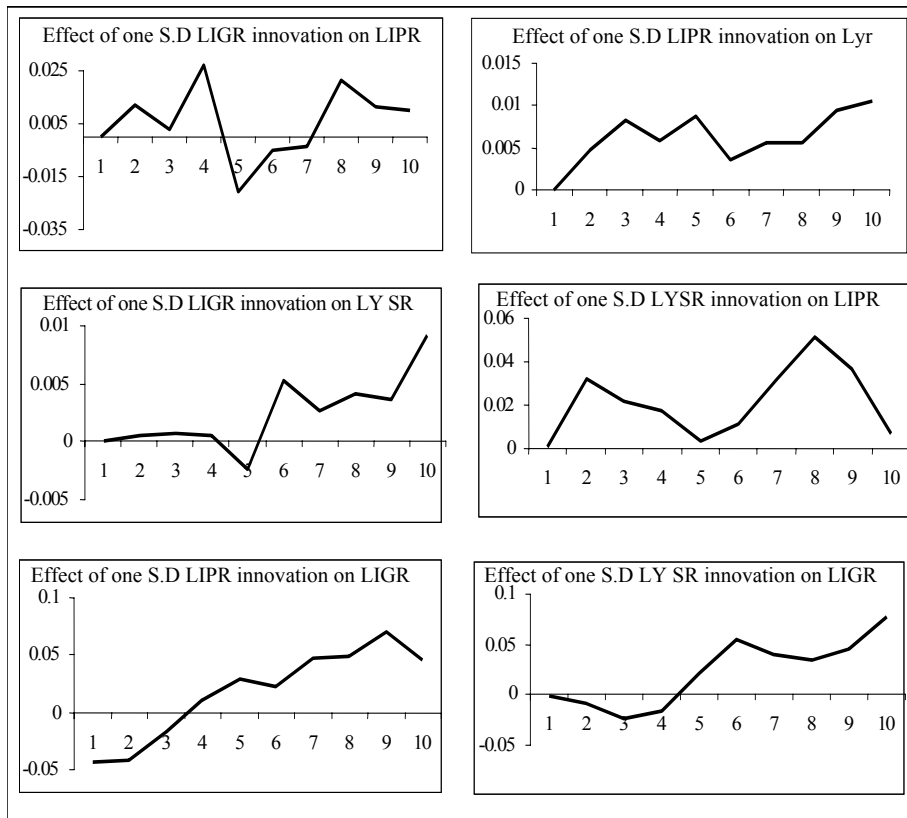 Effect of one S.D LIGR innovation on LIPR
0.025
0.005
-0.015
-0.035
1 2 3 4 5 6 7 8 9 10
Effect of one S.D LIPR innovation on Lyr
0.015
0.01
0.005
0
1 2 3 4 5 6 7 8 9 10
Effect of one S.D LIGR innovation on LY SR
0.01
0.005
0
-0.005
1 2 3 4 5 6 7 8 9 10
Effect of one S.D LYSR innovation on LIPR
0.06
0.04
0.02
0
1 2 3 4 5 6 7 8 9 10
Effect of one S.D LIPR innovation on LIGR
0.1
0.05
0
-0.05
1 2 3 4 5 6 7 8 9 10
Effect of one S.D LY SR innovation on LIGR
0.1
0.05
0
-0.05
1 2 3 4 5 6 7 8 9 10